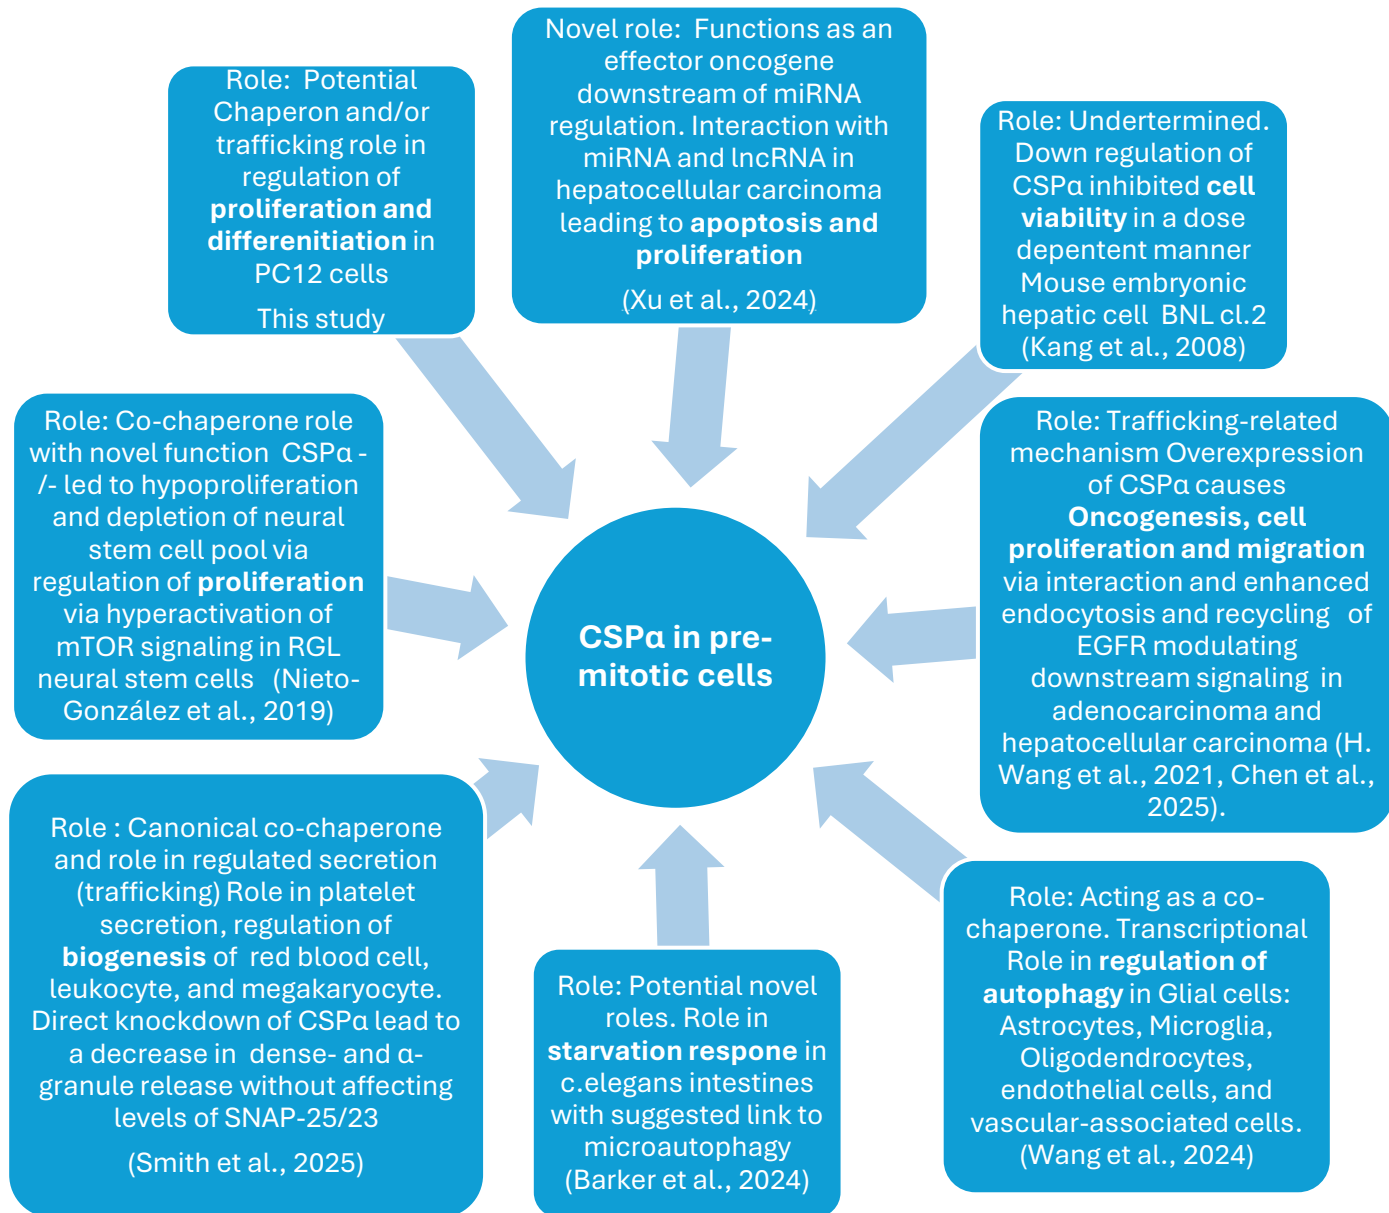 Role: Potential
Chaperon and/or
trafficking role in
regulation of
proliferation and
differenitiation in
PC12 cells
This study
Novel role: Functions as an
effector oncogene
downstream of miRNA
regulation. Interaction with
miRNA and lncRNA in
hepatocellular carcinoma
leading to apoptosis and
proliferation
(Xu et al., 2024)
Role: Undertermined.
Down regulation of
CSPα inhibited cell
viability in a dose
depentent manner
Mouse embryonic
hepatic cell BNL cl.2
(Kang et al., 2008)
Role: Co-chaperone role
with novel function CSPα -
/- led to hypoproliferation
and depletion of neural
stem cell pool via
regulation of proliferation
via hyperactivation of
mTOR signaling in RGL
neural stem cells (Nieto-
González et al., 2019)
CSPα in pre-
mitotic cells
Role: Trafficking-related
mechanism Overexpression
of CSPα causes
Oncogenesis, cell
proliferation and migration
via interaction and enhanced
endocytosis and recycling of
EGFR modulating
downstream signaling in
adenocarcinoma and
hepatocellular carcinoma (H.
Wang et al., 2021, Chen et al.,
2025).
Role : Canonical co-chaperone
and role in regulated secretion
(trafficking) Role in platelet
secretion, regulation of
biogenesis of red blood cell,
leukocyte, and megakaryocyte.
Direct knockdown of CSPα lead to
a decrease in dense- and α-
granule release without affecting
levels of SNAP-25/23
(Smith et al., 2025)
Role: Potential novel
roles. Role in
starvation respone in
c.elegans intestines
with suggested link to
microautophagy
(Barker et al., 2024)
Role: Acting as a co-
chaperone. Transcriptional
Role in regulation of
autophagy in Glial cells:
Astrocytes, Microglia,
Oligodendrocytes,
endothelial cells, and
vascular-associated cells.
(Wang et al., 2024)